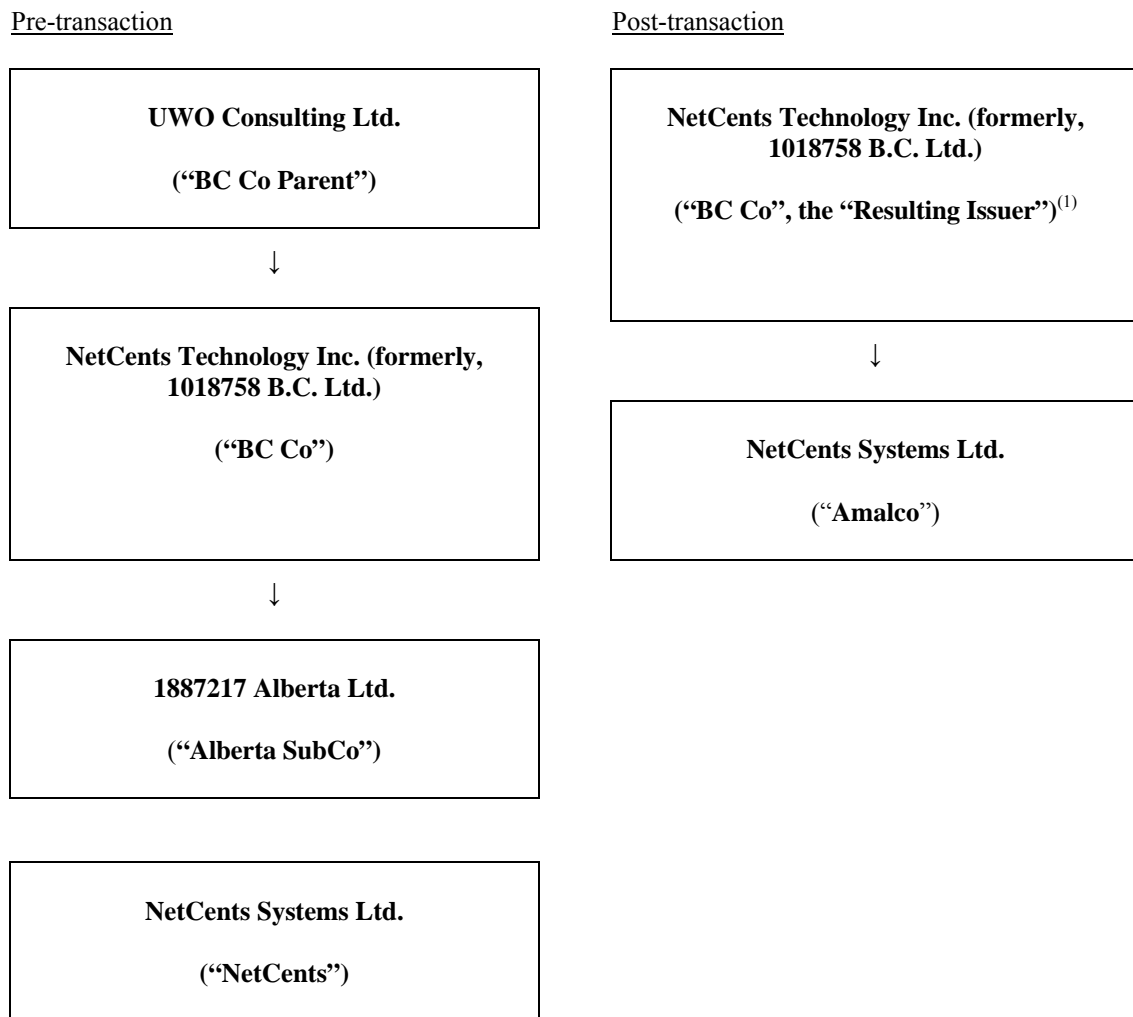 Pre-transaction
UWO Consulting Ltd.
(“BC Co Parent”)
↓
NetCents Technology Inc. (formerly,
1018758 B.C. Ltd.)
(“BC Co”)
↓
1887217 Alberta Ltd.
(“Alberta SubCo”)
NetCents Systems Ltd.
(“NetCents”)
Post-transaction
NetCents Technology Inc. (formerly,
1018758 B.C. Ltd.)
(“BC Co”, the “Resulting Issuer”)(1)
↓
NetCents Systems Ltd.
(“Amalco”)